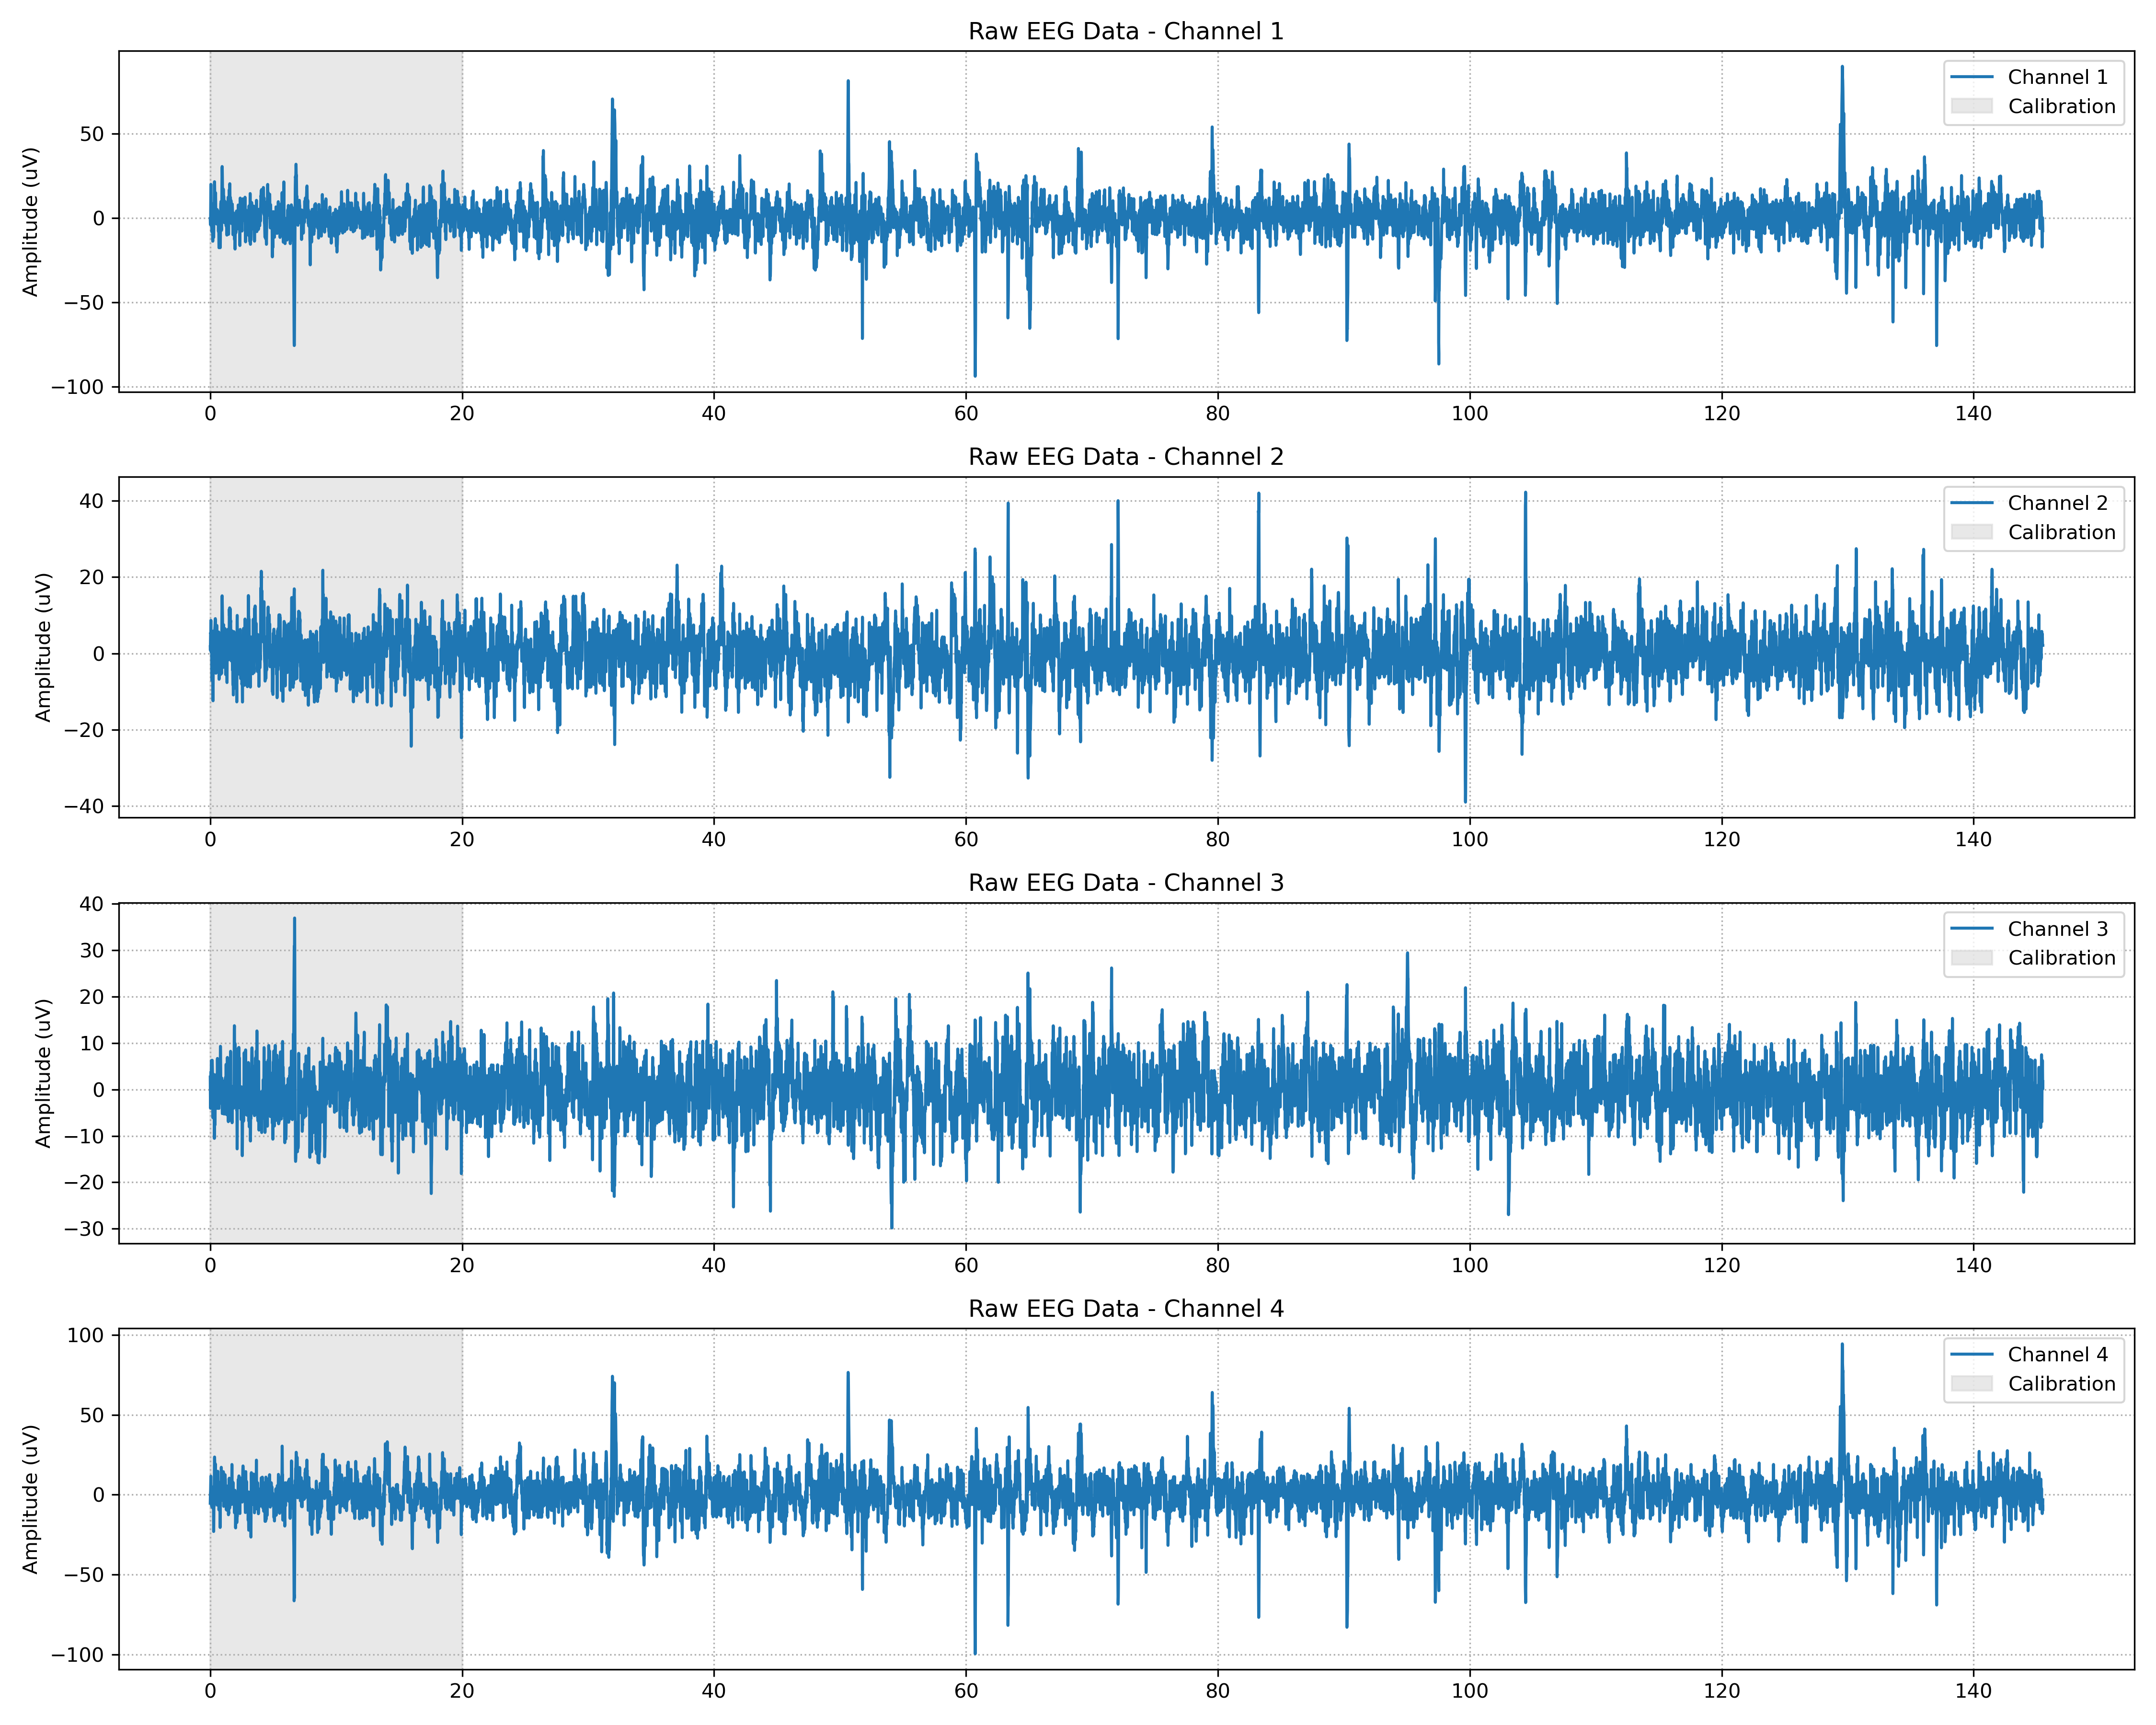 Raw EEG Data - Channel 1
Amplitude (uV)
50
0
−50
−100
Channel 1
Calibration
0 20 40 60 80 100 120 140
Raw EEG Data - Channel 2
Amplitude (uV)
40
20
0
−20
−40
Channel 2
Calibration
0 20 40 60 80 100 120 140
Raw EEG Data - Channel 3
Amplitude (uV)
40
30
20
10
0
−10
−20
−30
Channel 3
Calibration
0 20 40 60 80 100 120 140
Raw EEG Data - Channel 4
Amplitude (uV)
100
50
0
−50
−100
Channel 4
Calibration
0 20 40 60 80 100 120 140